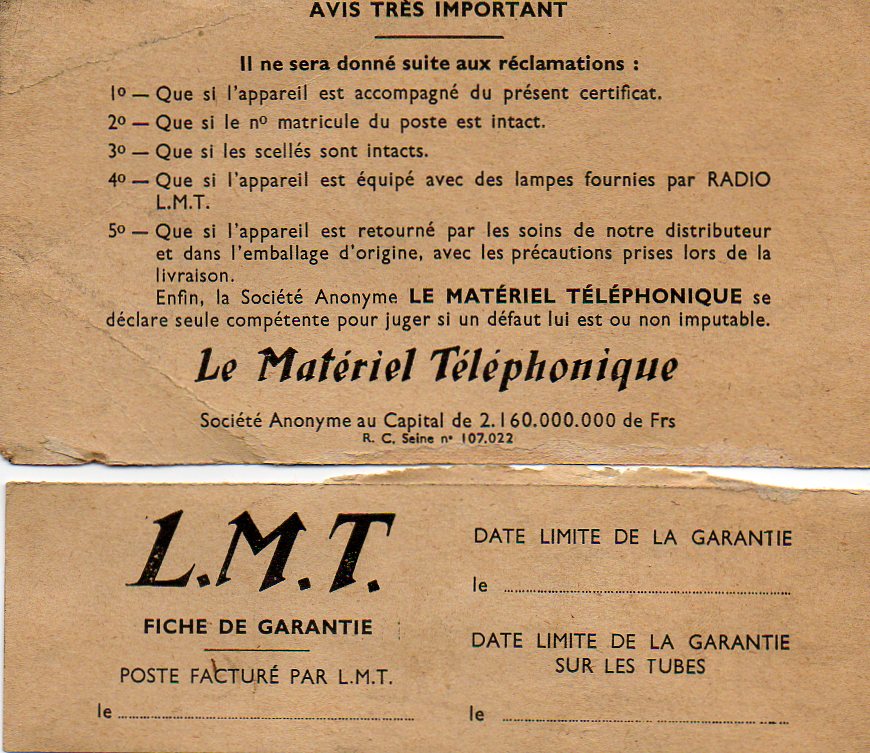 AVIS TRÈS IMPORTANT
Il ne sera donné suite aux réclamations :
1º — Que si l'appareil est accompagné du présent certificat.
2º — Que si le nº matricule du poste est intact.
3º — Que si les scellés sont intacts.
4º — Que si l'appareil est équipé avec des lampes fournies par RADIO
L.M.T.
5º — Que si l'appareil est retourné par les soins de notre distributeur
et dans l'emballage d'origine, avec les précautions prises lors de la
livraison.
Enfin, la Société Anonyme LE MATÉRIEL TÉLÉPHONIQUE se
déclare seule compétente pour juger si un défaut lui est ou non imputable.
Le Matériel Téléphonique
Société Anonyme au Capital de 2.160.000.000 de Frs
R. C. Seine nº 107.022
L.M.T.
FICHE DE GARANTIE
POSTE FACTURÉ PAR L.M.T.
le ........................................
DATE LIMITE DE LA GARANTIE
le ........................................
DATE LIMITE DE LA GARANTIE
SUR LES TUBES
le ........................................